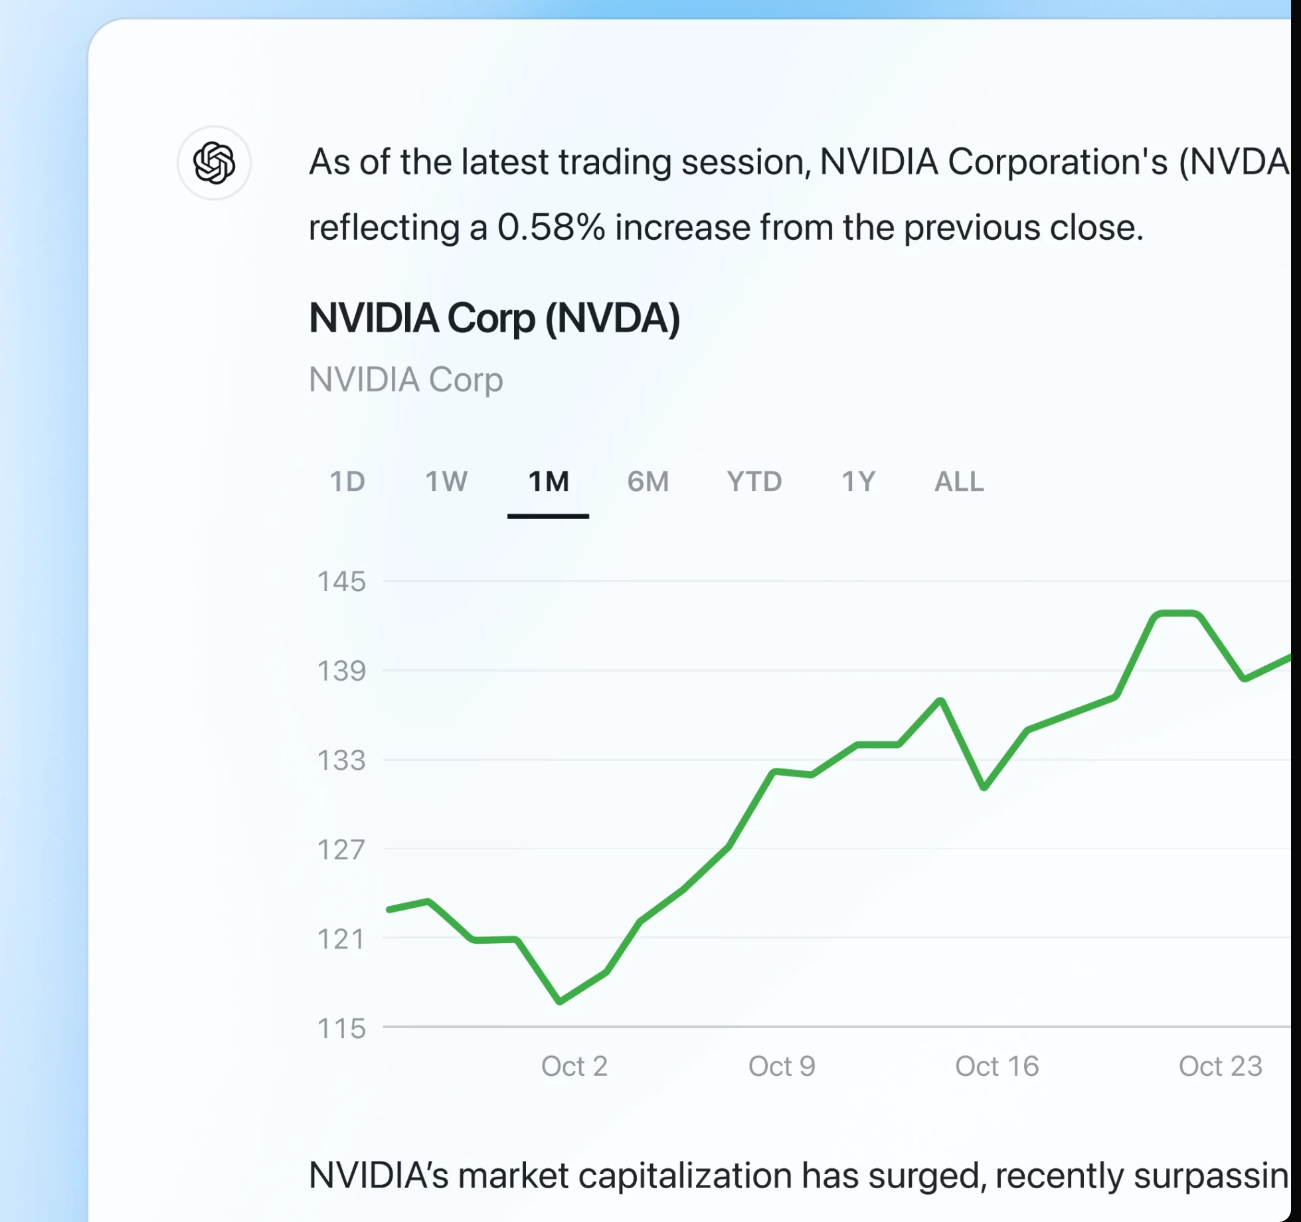 As of the latest trading session, NVIDIA Corporation's (NVDA
reflecting a 0.58% increase from the previous close.
NVIDIA Corp (NVDA)
NVIDIA Corp
1D 1W 1M 6M YTD 1Y ALL
145
139
133
127
121
115
Oct 2 Oct 9 Oct 16 Oct 23
NVIDIA’s market capitalization has surged, recently surpassin